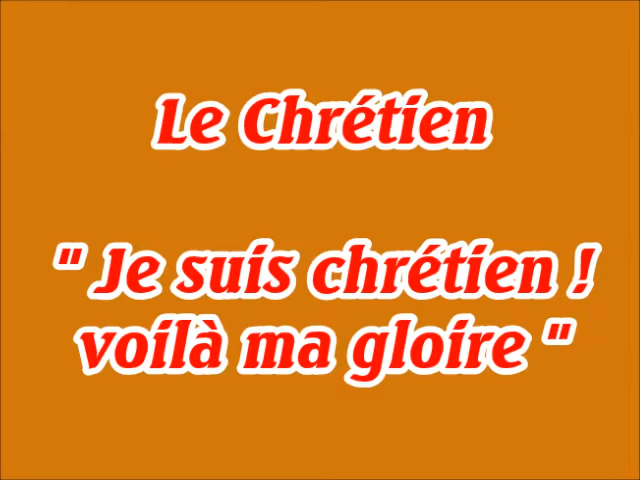 Le Chrétien
" Je suis chrétien !
voilà ma gloire "